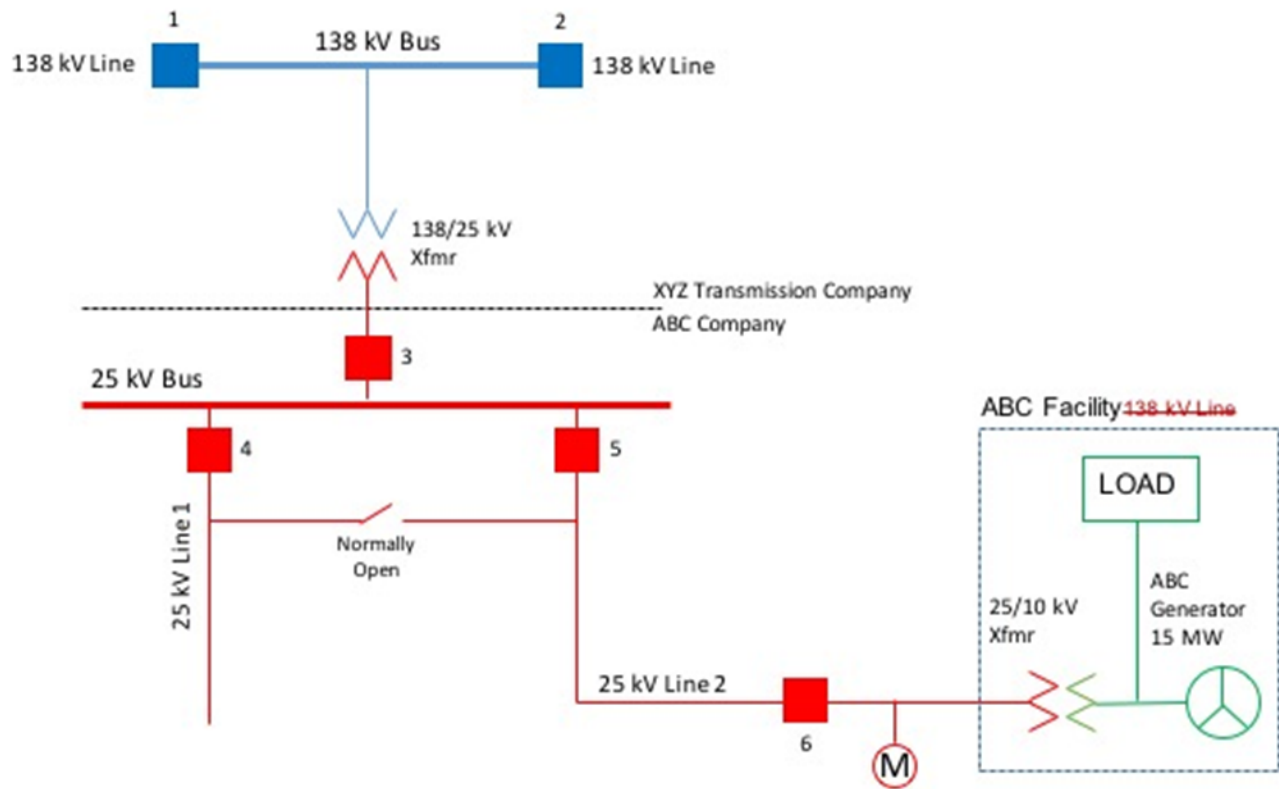 1
2
138 kV Bus
138 kV Line
138 kV Line
138/25 kV
Xfmr
XYZ Transmission Company
ABC Company
3
25 kV Bus
ABC Facility 138 kV Line
4
5
LOAD
Normally
Open
25 kV Line 1
ABC
Generator
15 MW
25/10 kV
Xfmr
25 kV Line 2
6
M